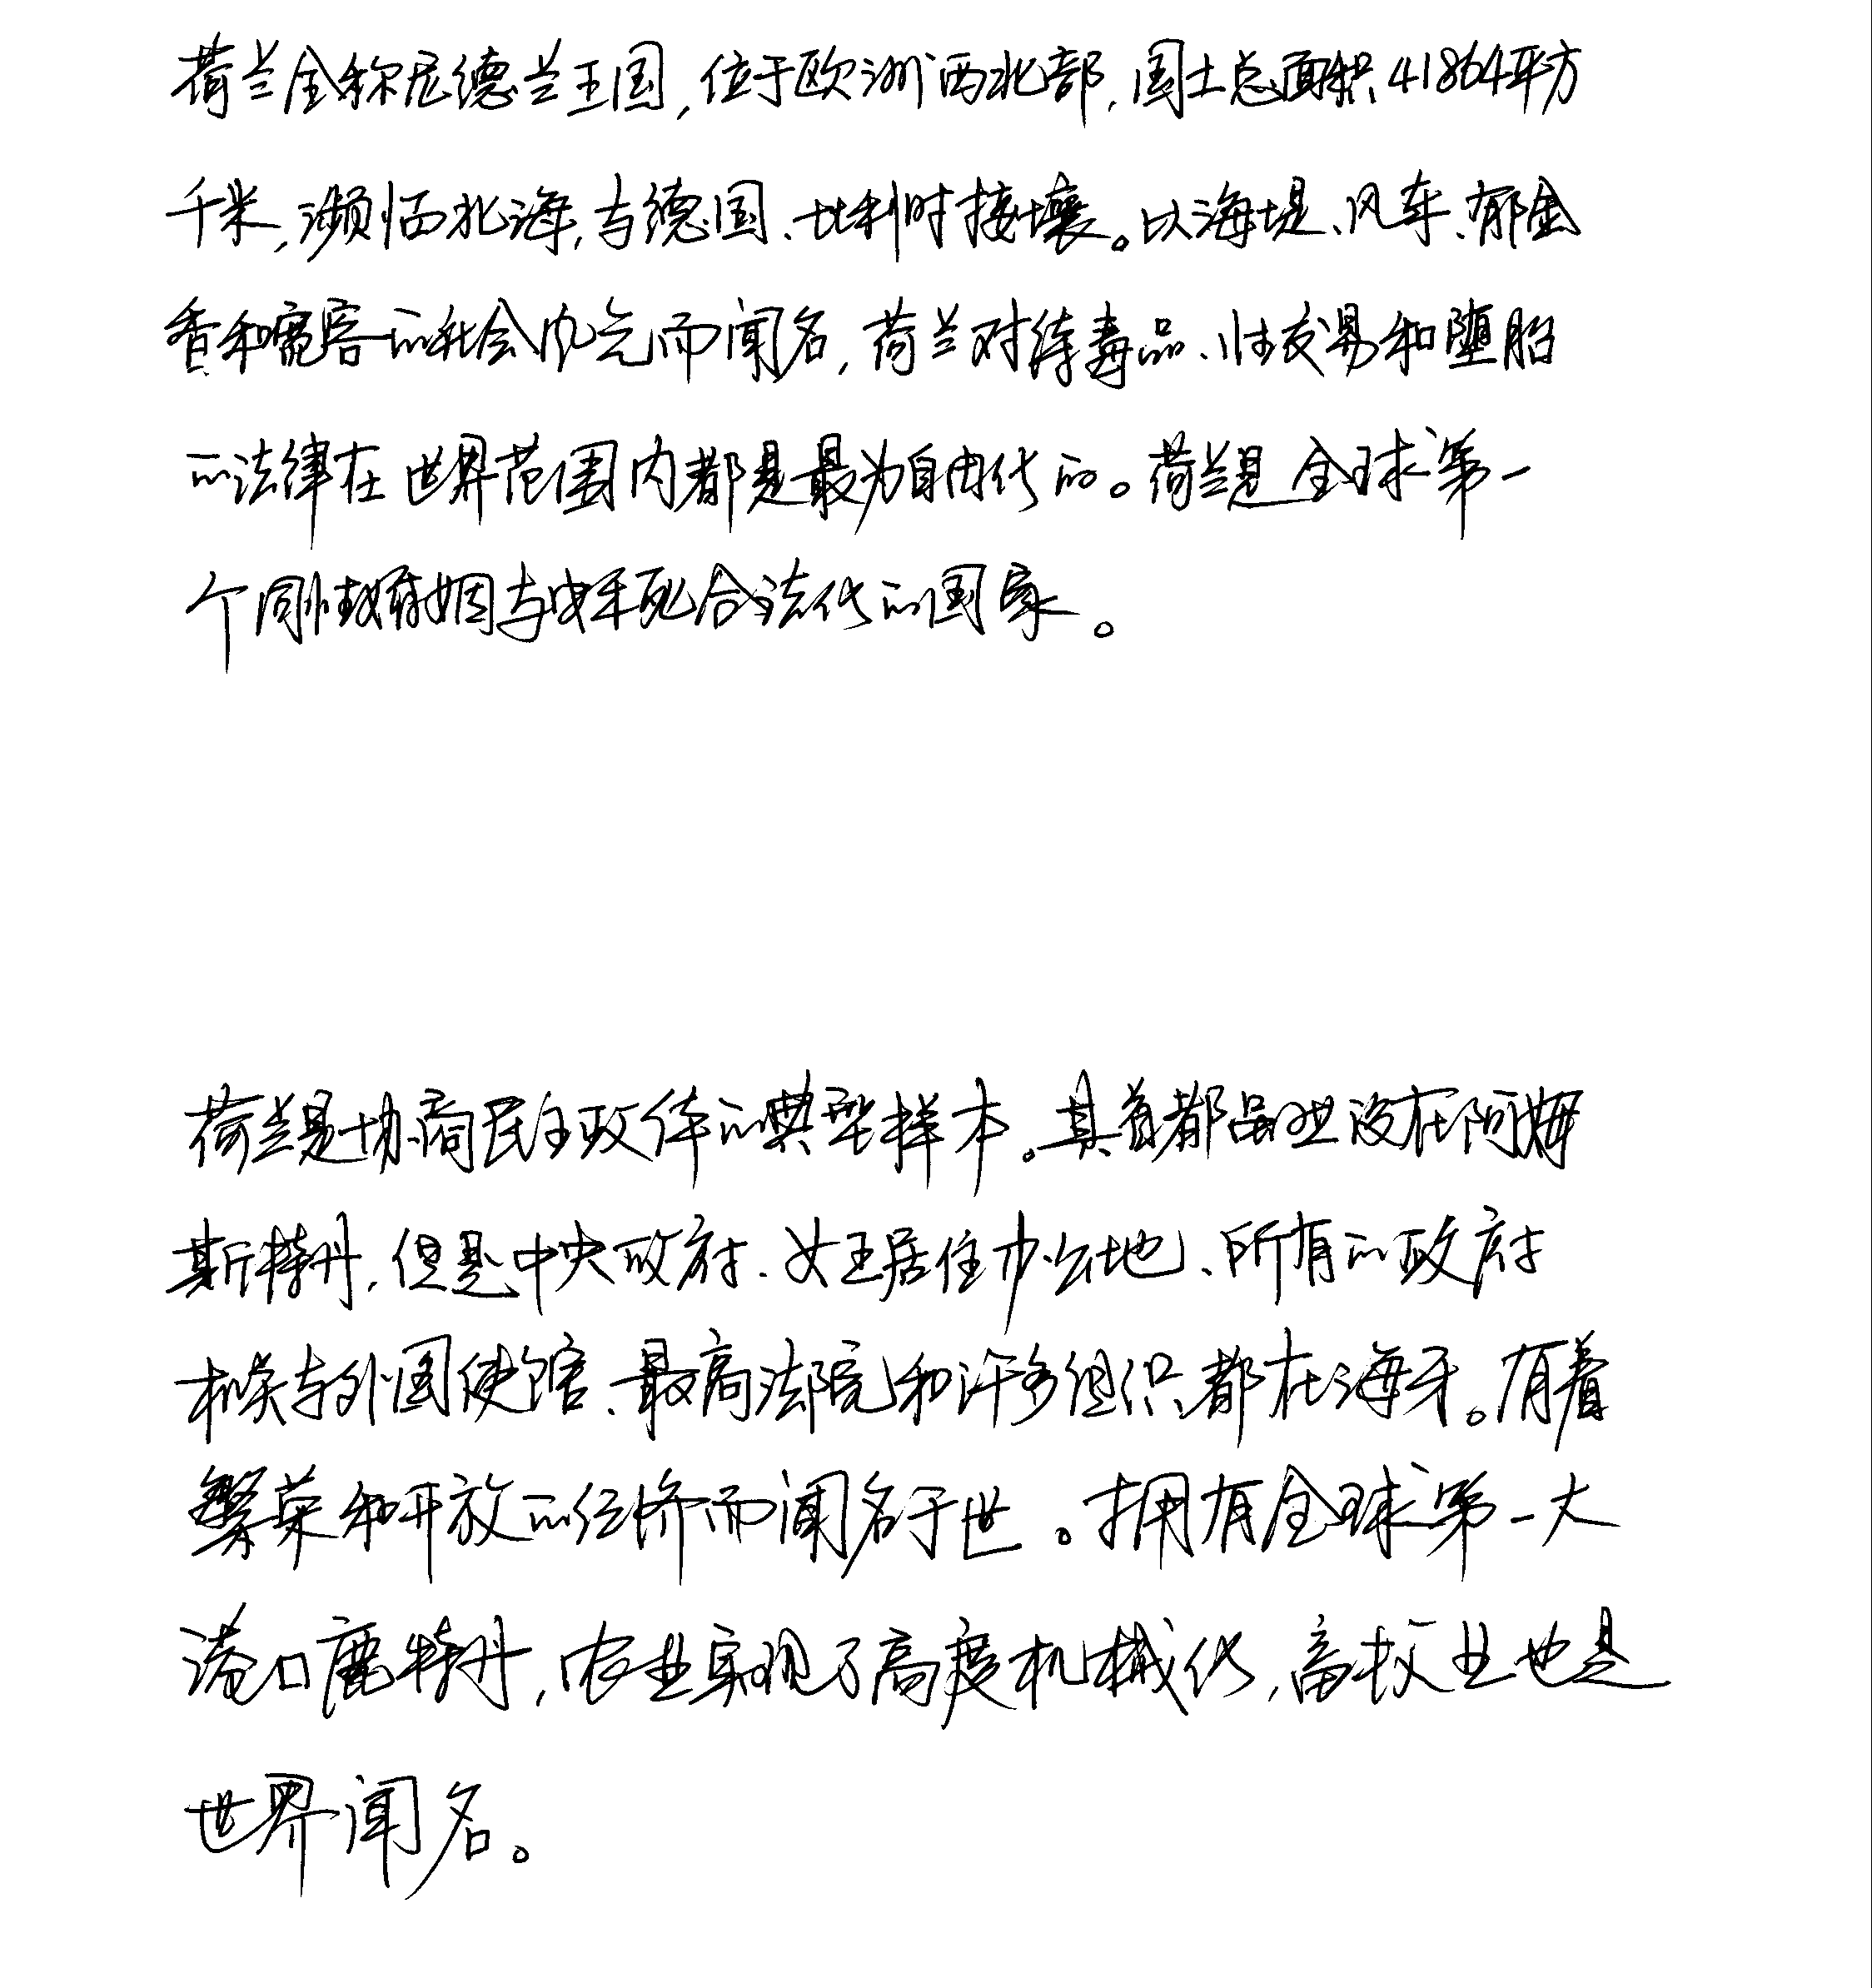 荷兰全称尼德兰王国,位于欧洲西北部,国土总面积41864平方
千米,濒临北海,与德国、比利时接壤。以海堤、风车、郁金
香和宽容的社会风气而闻名,荷兰对待毒品、性交易和堕胎
的法律在世界范围内都是最为自由化的。荷兰是全球第一
个同性婚姻与安乐死合法化的国家。
荷兰是协商民主政体的典型样本。其首都虽然设在阿姆
斯特丹,但是中央政府、女王居住办公地、所有的政府
机关与外国使馆、最高法院和许多组织都在海牙。有着
繁荣和开放的经济而闻名于世。拥有全球第一大
港口鹿特丹,农业实现了高度机械化,畜牧业也是
世界闻名。